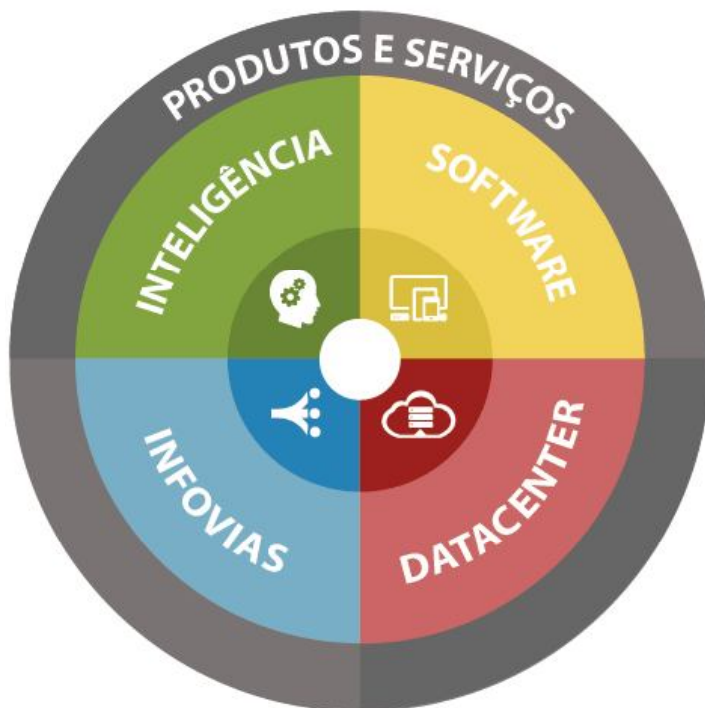 PRODUTOS E SERVIÇOS
INTELIGÊNCIA
SOFTWARE
INFOVIAS
DATACENTER